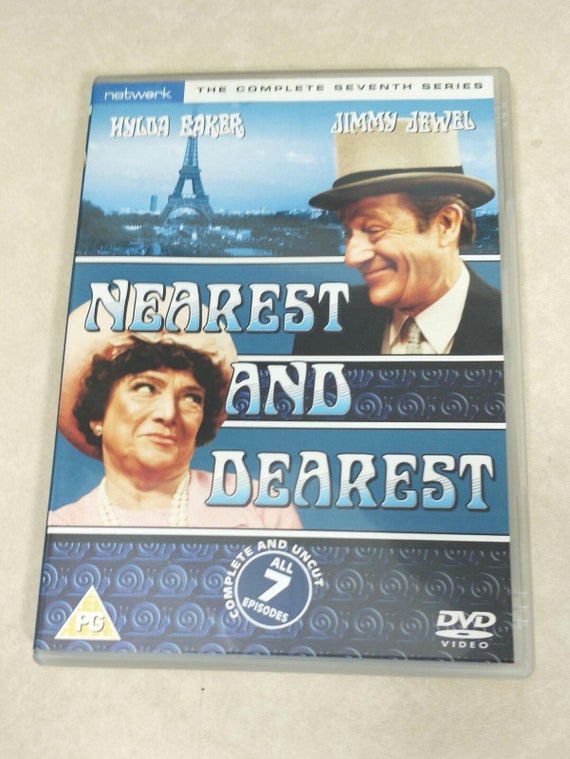 network THE COMPLETE SEVENTH SERIES
HYLDA BAKER JIMMY JEWEL
NEAREST
AND
DEAREST
COMPLETE AND UNCUT
ALL
7
EPISODES
PG
DVD
VIDEO